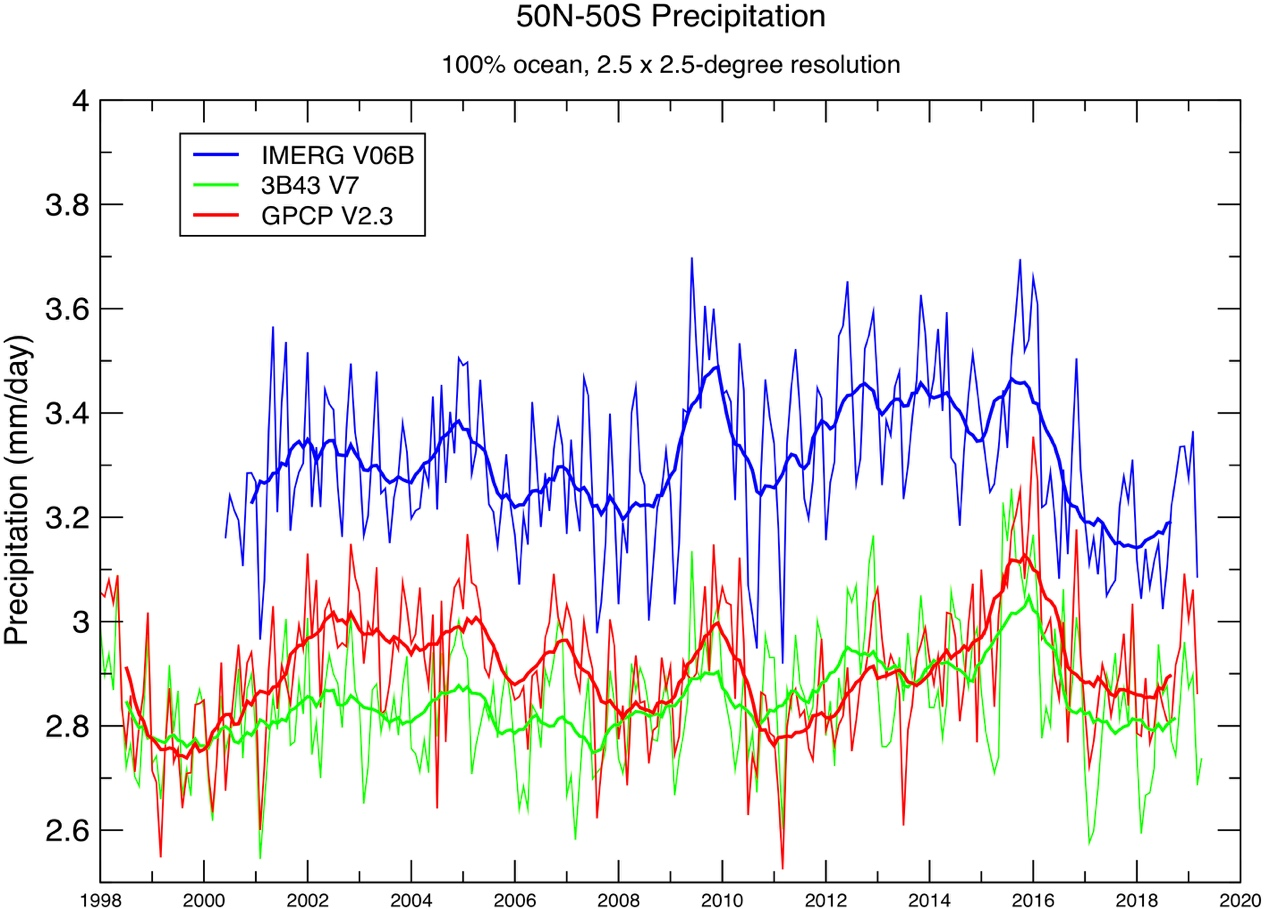 50N-50S Precipitation
100% ocean, 2.5 x 2.5-degree resolution
IMERG V06B
3B43 V7
GPCP V2.3
Precipitation (mm/day)
4
3.8
3.6
3.4
3.2
3
2.8
2.6
1998 2000 2002 2004 2006 2008 2010 2012 2014 2016 2018 2020